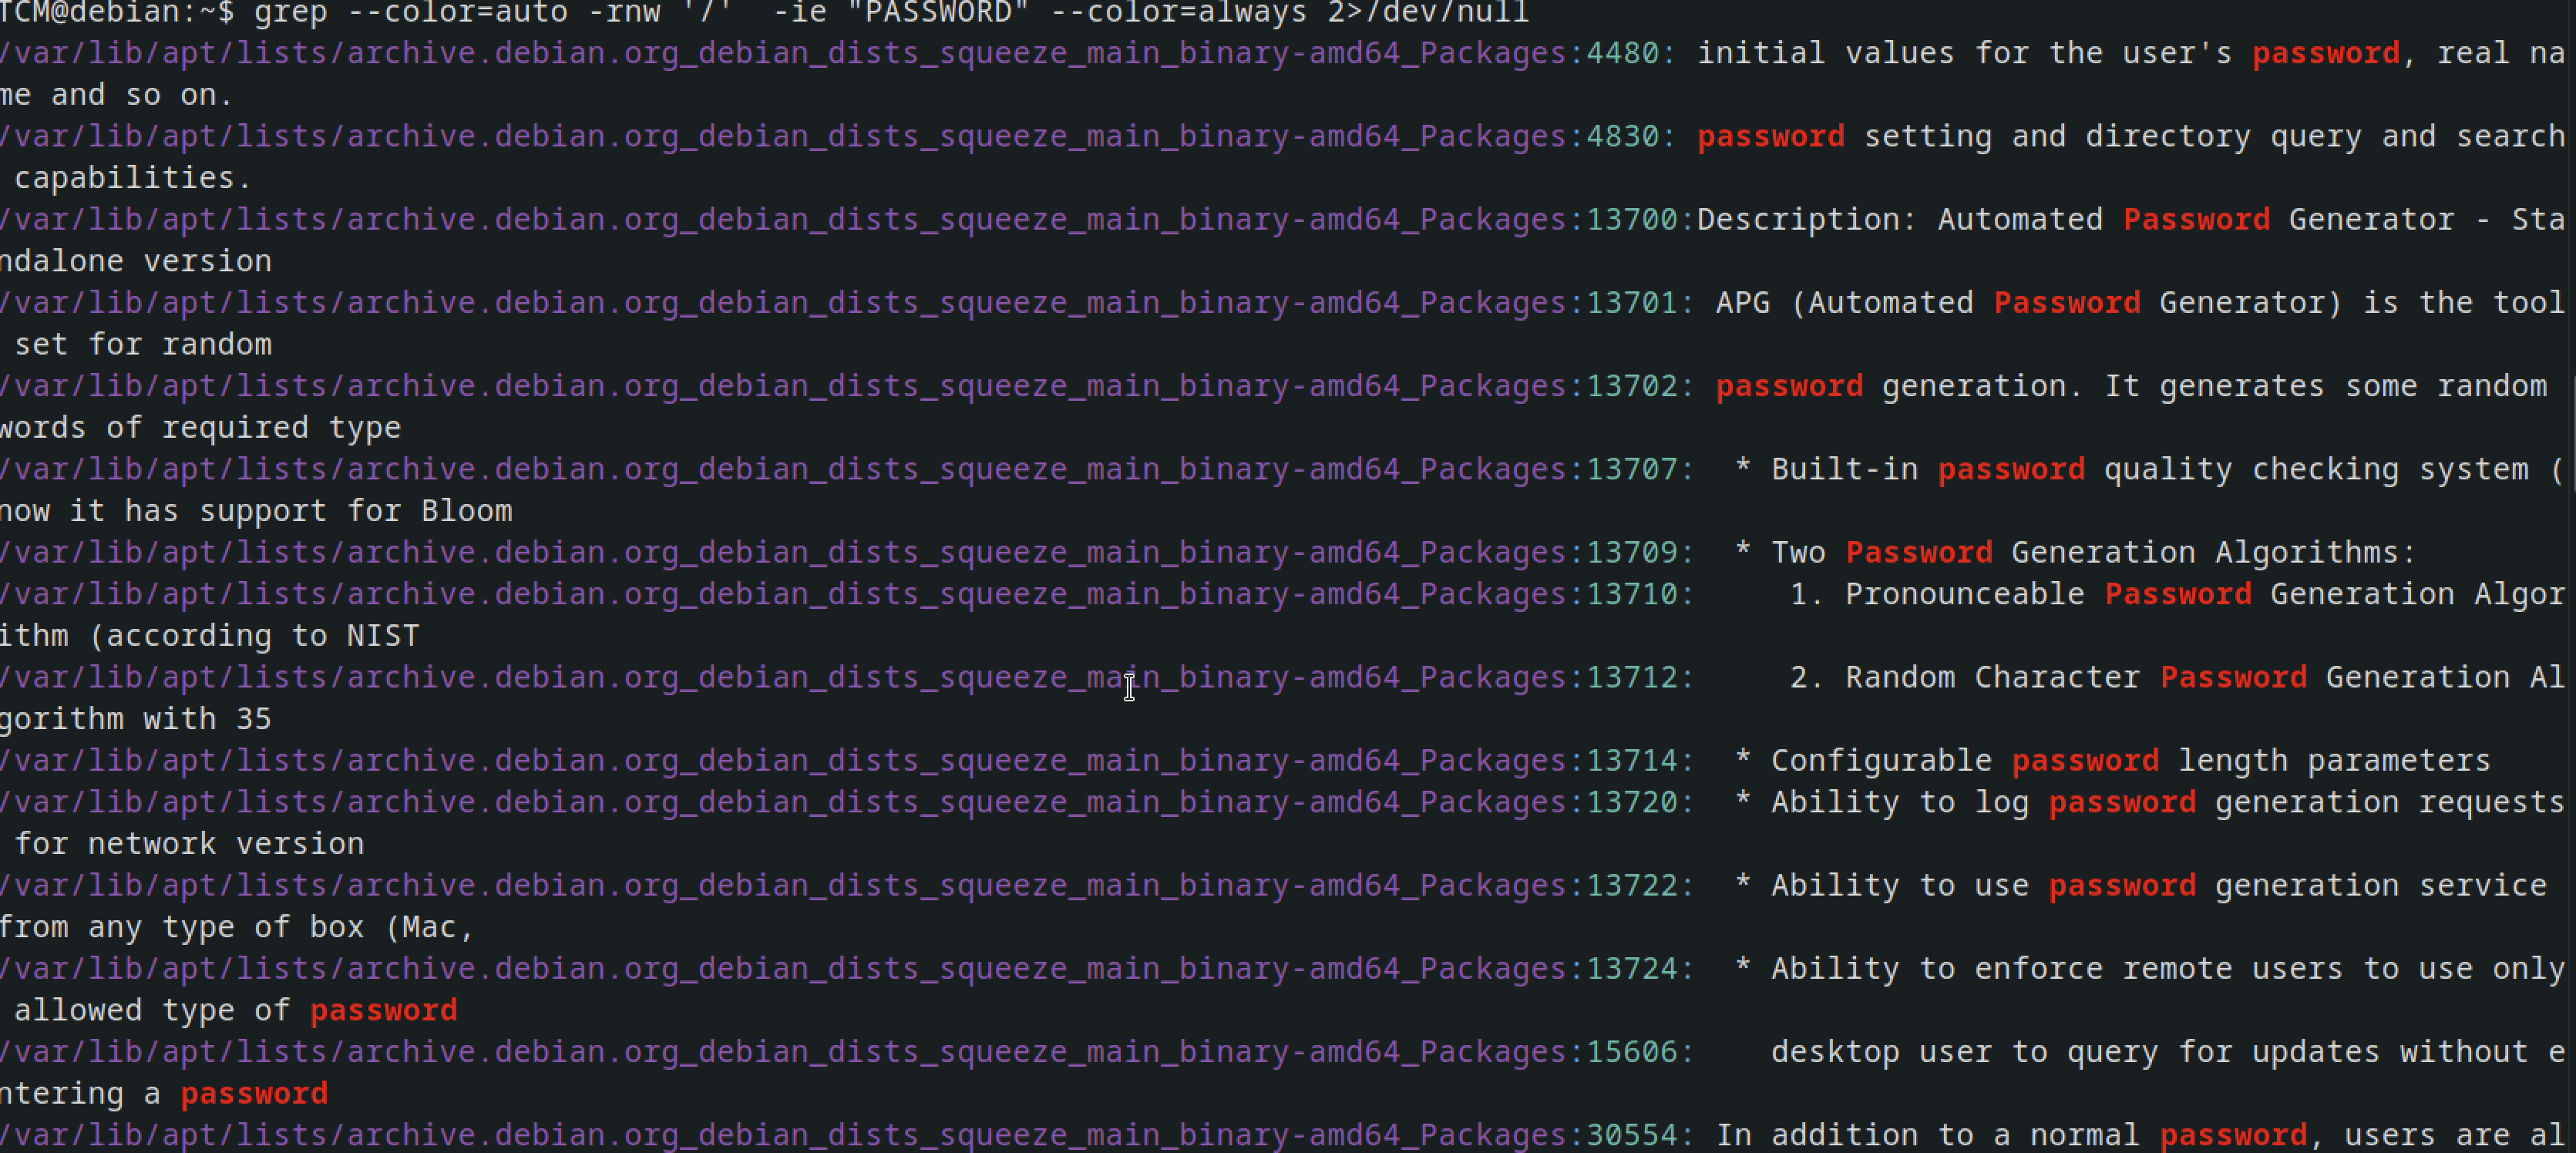 TCM@debian:~$ grep --color=auto -rnw '/'  -ie "PASSWORD" --color=always 2>/dev/null
/var/lib/apt/lists/archive.debian.org_debian_dists_squeeze_main_binary-amd64_Packages:4480: initial values for the user's password, real na
me and so on.
/var/lib/apt/lists/archive.debian.org_debian_dists_squeeze_main_binary-amd64_Packages:4830: password setting and directory query and search
 capabilities.
/var/lib/apt/lists/archive.debian.org_debian_dists_squeeze_main_binary-amd64_Packages:13700:Description: Automated Password Generator - Sta
ndalone version
/var/lib/apt/lists/archive.debian.org_debian_dists_squeeze_main_binary-amd64_Packages:13701: APG (Automated Password Generator) is the tool
 set for random
/var/lib/apt/lists/archive.debian.org_debian_dists_squeeze_main_binary-amd64_Packages:13702: password generation. It generates some random 
words of required type
/var/lib/apt/lists/archive.debian.org_debian_dists_squeeze_main_binary-amd64_Packages:13707:  * Built-in password quality checking system (
now it has support for Bloom
/var/lib/apt/lists/archive.debian.org_debian_dists_squeeze_main_binary-amd64_Packages:13709:  * Two Password Generation Algorithms:
/var/lib/apt/lists/archive.debian.org_debian_dists_squeeze_main_binary-amd64_Packages:13710:     1. Pronounceable Password Generation Algor
ithm (according to NIST
/var/lib/apt/lists/archive.debian.org_debian_dists_squeeze_main_binary-amd64_Packages:13712:     2. Random Character Password Generation Al
gorithm with 35
/var/lib/apt/lists/archive.debian.org_debian_dists_squeeze_main_binary-amd64_Packages:13714:  * Configurable password length parameters
/var/lib/apt/lists/archive.debian.org_debian_dists_squeeze_main_binary-amd64_Packages:13720:  * Ability to log password generation requests
 for network version
/var/lib/apt/lists/archive.debian.org_debian_dists_squeeze_main_binary-amd64_Packages:13722:  * Ability to use password generation service 
from any type of box (Mac,
/var/lib/apt/lists/archive.debian.org_debian_dists_squeeze_main_binary-amd64_Packages:13724:  * Ability to enforce remote users to use only
 allowed type of password
/var/lib/apt/lists/archive.debian.org_debian_dists_squeeze_main_binary-amd64_Packages:15606:    desktop user to query for updates without e
ntering a password
/var/lib/apt/lists/archive.debian.org_debian_dists_squeeze_main_binary-amd64_Packages:30554: In addition to a normal password, users are al